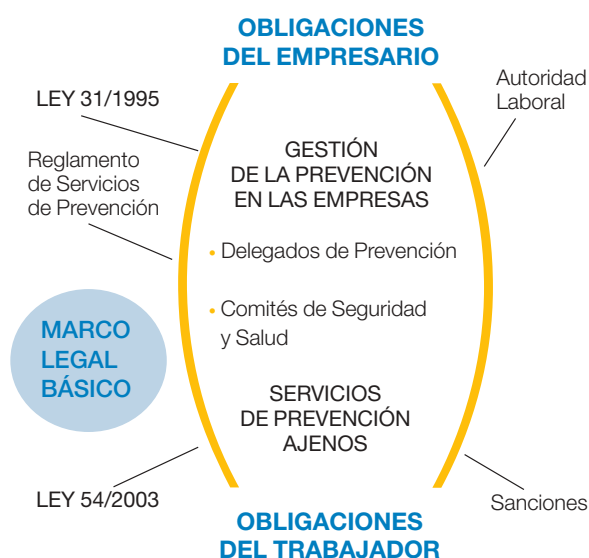 OBLIGACIONES
DEL EMPRESARIO
Autoridad
Laboral
LEY 31/1995
Reglamento
de Servicios
de Prevención
GESTIÓN
DE LA PREVENCIÓN
EN LAS EMPRESAS
• Delegados de Prevención
• Comités de Seguridad
y Salud
MARCO
LEGAL
BÁSICO
SERVICIOS
DE PREVENCIÓN
AJENOS
LEY 54/2003
Sanciones
OBLIGACIONES
DEL TRABAJADOR